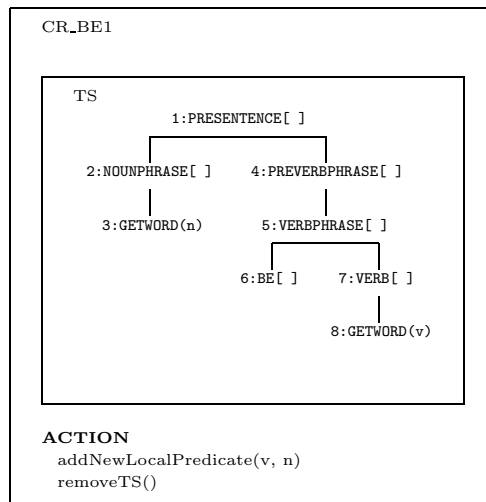 CR_BE1
TS
1:PRESENTENCE[ ]
2:NOUNPHRASE[ ] 4:PREVERBPHRASE[ ]
3:GETWORD(n) 5:VERBPHRASE[ ]
6:BE[ ] 7:VERB[ ]
8:GETWORD(v)
ACTION
addNewLocalPredicate(v, n)
removeTS()